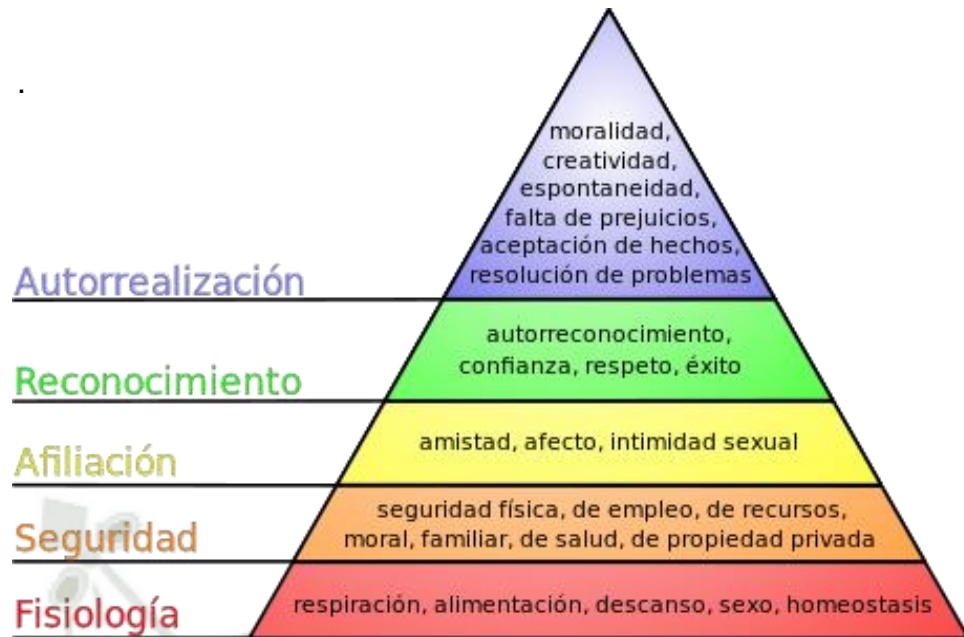 .
moralidad,
creatividad,
espontaneidad,
falta de prejuicios,
aceptación de hechos,
resolución de problemas
Autorrealización
autorreconocimiento,
confianza, respeto, éxito
Reconocimiento
amistad, afecto, intimidad sexual
Afiliación
seguridad física, de empleo, de recursos,
moral, familiar, de salud, de propiedad privada
Seguridad
respiración, alimentación, descanso, sexo, homeostasis
Fisiología